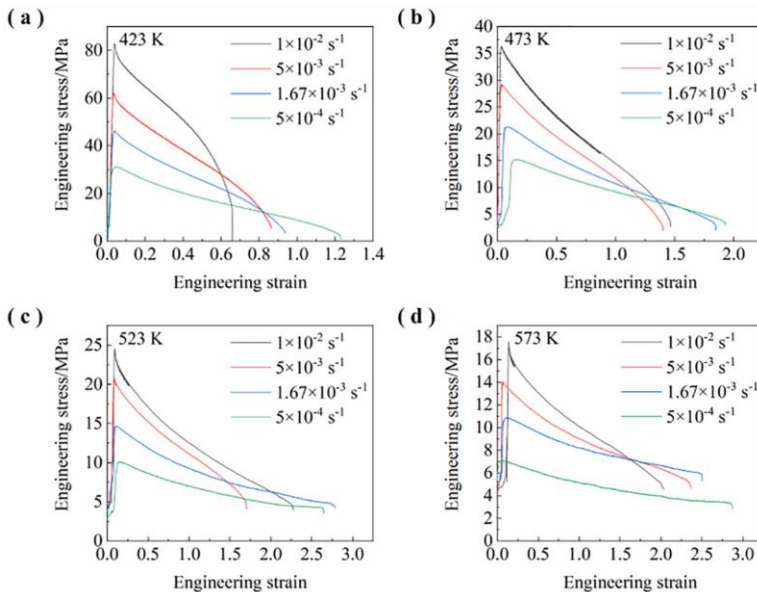 ( a )
423 K
1×10⁻² s⁻¹
5×10⁻³ s⁻¹
1.67×10⁻³ s⁻¹
5×10⁻⁴ s⁻¹
Engineering stress/MPa
80
60
40
20
0
0.0 0.2 0.4 0.6 0.8 1.0 1.2 1.4
Engineering strain
( b )
473 K
1×10⁻² s⁻¹
5×10⁻³ s⁻¹
1.67×10⁻³ s⁻¹
5×10⁻⁴ s⁻¹
Engineering stress/MPa
40
35
30
25
20
15
10
5
0
0.0 0.5 1.0 1.5 2.0
Engineering strain
( c )
523 K
1×10⁻² s⁻¹
5×10⁻³ s⁻¹
1.67×10⁻³ s⁻¹
5×10⁻⁴ s⁻¹
Engineering stress/MPa
25
20
15
10
5
0
0.0 0.5 1.0 1.5 2.0 2.5 3.0
Engineering strain
( d )
573 K
1×10⁻² s⁻¹
5×10⁻³ s⁻¹
1.67×10⁻³ s⁻¹
5×10⁻⁴ s⁻¹
Engineering stress/MPa
18
16
14
12
10
8
6
4
2
0
0.0 0.5 1.0 1.5 2.0 2.5 3.0
Engineering strain